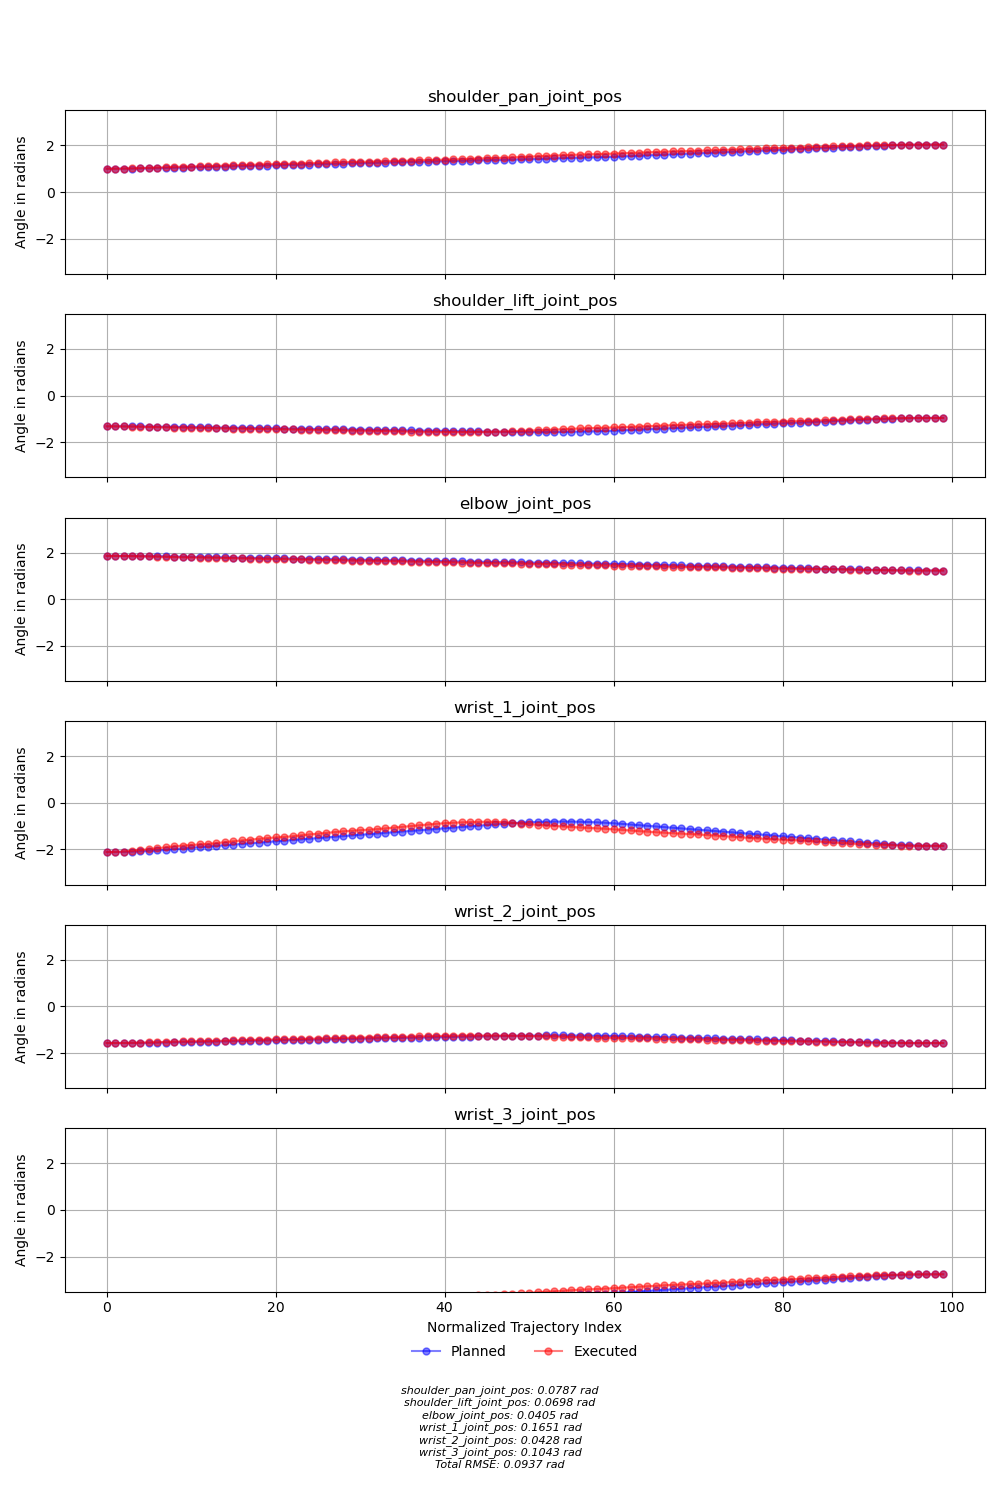 shoulder_pan_joint_pos
Angle in radians
2
0
−2
shoulder_lift_joint_pos
Angle in radians
2
0
−2
elbow_joint_pos
Angle in radians
2
0
−2
wrist_1_joint_pos
Angle in radians
2
0
−2
wrist_2_joint_pos
Angle in radians
2
0
−2
wrist_3_joint_pos
Angle in radians
2
0
−2
0 20 40 60 80 100
Normalized Trajectory Index
Planned Executed
shoulder_pan_joint_pos: 0.0787 rad
shoulder_lift_joint_pos: 0.0698 rad
elbow_joint_pos: 0.0405 rad
wrist_1_joint_pos: 0.1651 rad
wrist_2_joint_pos: 0.0428 rad
wrist_3_joint_pos: 0.1043 rad
Total RMSE: 0.0937 rad